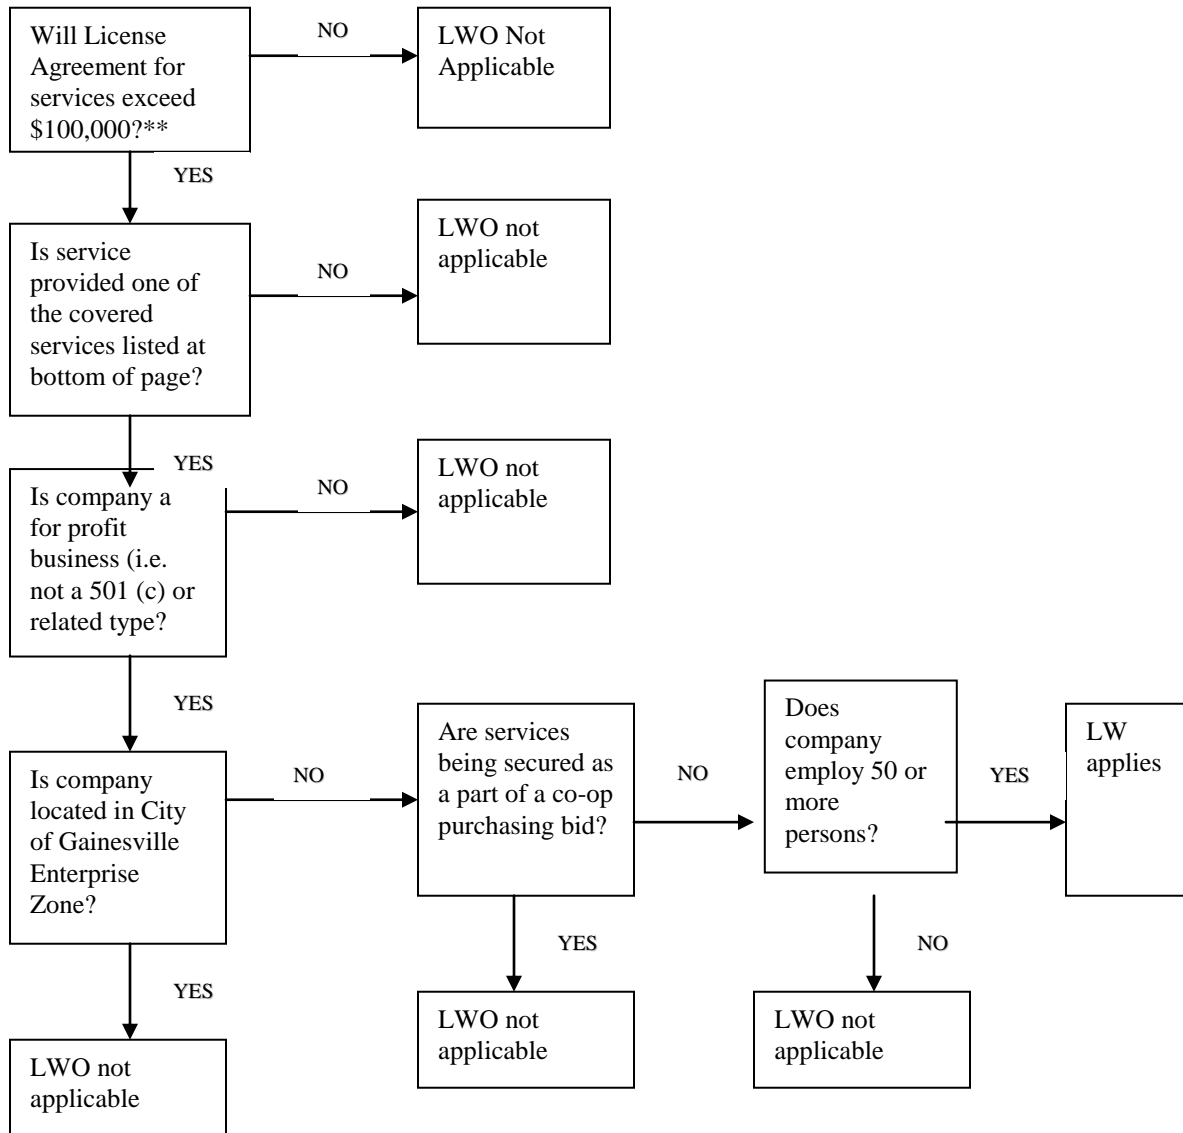 Will License
Agreement for
services exceed
$100,000?**
NO
LWO Not
Applicable
YES
Is service
provided one of
the covered
services listed at
bottom of page?
NO
LWO not
applicable
YES
Is company a
for profit
business (i.e.
not a 501 (c) or
related type?
NO
LWO not
applicable
YES
Is company
located in City
of Gainesville
Enterprise
Zone?
NO
Are services
being secured as
a part of a co-op
purchasing bid?
NO
Does
company
employ 50 or
more
persons?
YES
LW
applies
YES
LWO not
applicable
YES
LWO not
applicable
NO
LWO not
applicable